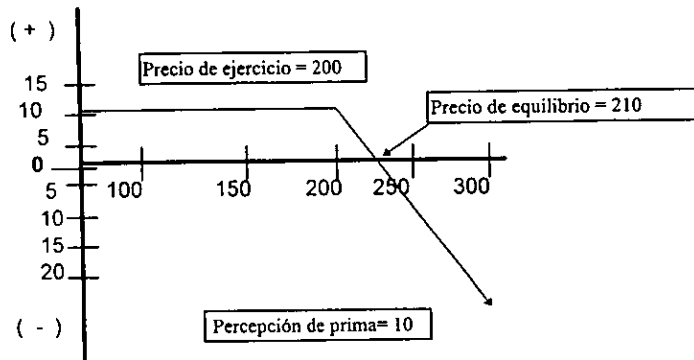 ( + )
Precio de ejercicio = 200
15
Precio de equilibrio = 210
10
5
0
100 150 200 250 300
5
10
15
20
( - )
Percepción de prima= 10